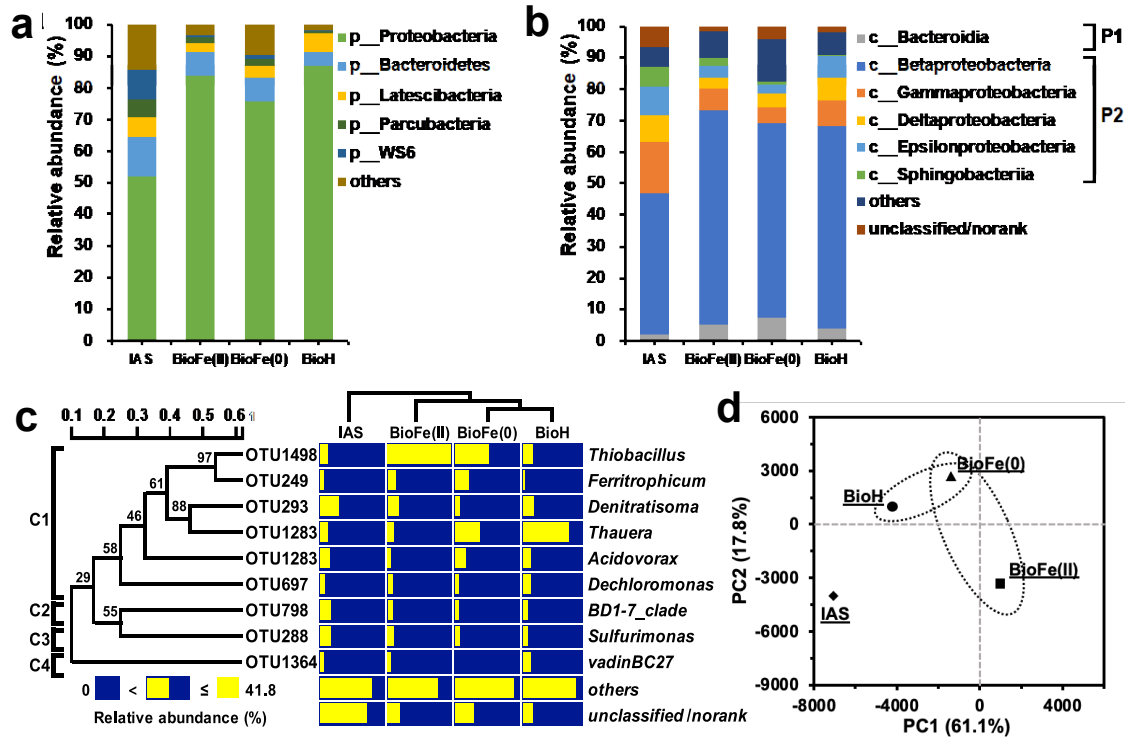 a
Relative abundance (%)
100
90
80
70
60
50
40
30
20
10
0
IAS BioFe(II) BioFe(0) BioH
p__Proteobacteria
p__Bacteroidetes
p__Latescibacteria
p__Parcubacteria
p__WS6
others
b
Relative abundance (%)
100
90
80
70
60
50
40
30
20
10
0
IAS BioFe(II) BioFe(0) BioH
c__Bacteroidia
c__Betaproteobacteria
c__Gammaproteobacteria
c__Deltaproteobacteria
c__Epsilonproteobacteria
c__Sphingobacteriia
others
unclassified/norank
P1
P2
c
0.1 0.2 0.3 0.4 0.5 0.6
IAS BioFe(II) BioFe(0) BioH
C1
C2
C3
C4
97
61
88
46
58
29
55
OTU1498 Thiobacillus
OTU249 Ferritrophicum
OTU293 Denitratisoma
OTU1283 Thauera
OTU1283 Acidovorax
OTU697 Dechloromonas
OTU798 BD1-7_clade
OTU288 Sulfurimonas
OTU1364 vadinBC27
others
unclassified/norank
0 < ≤ 41.8
Relative abundance (%)
d
PC2 (17.8%)
6000
3000
0
-3000
-6000
-9000
-8000 -4000 0 4000
PC1 (61.1%)
BioFe(0)
BioH
BioFe(II)
IAS